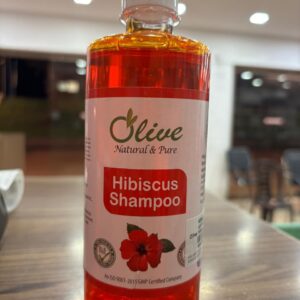 Olive
Natural & Pure
Hibiscus
Shampoo
An ISO 9001-2015 GMP Certified Company